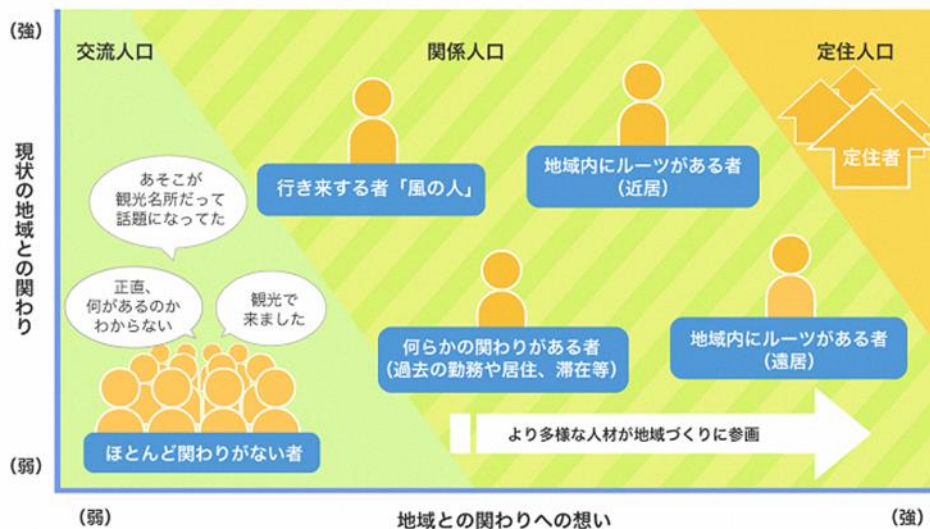 （強）
交流人口
関係人口
定住人口
現状の地域との関わり
定住者
行き来する者「風の人」
地域内にルーツがある者
（近居）
あそこが
観光名所だって
話題になってた
正直、
何があるのか
わからない
観光で
来ました
何らかの関わりがある者
（過去の勤務や居住、滞在等）
地域内にルーツがある者
（遠居）
ほとんど関わりがない者
より多様な人材が地域づくりに参画
（弱）
（弱）
地域との関わりへの想い
（強）